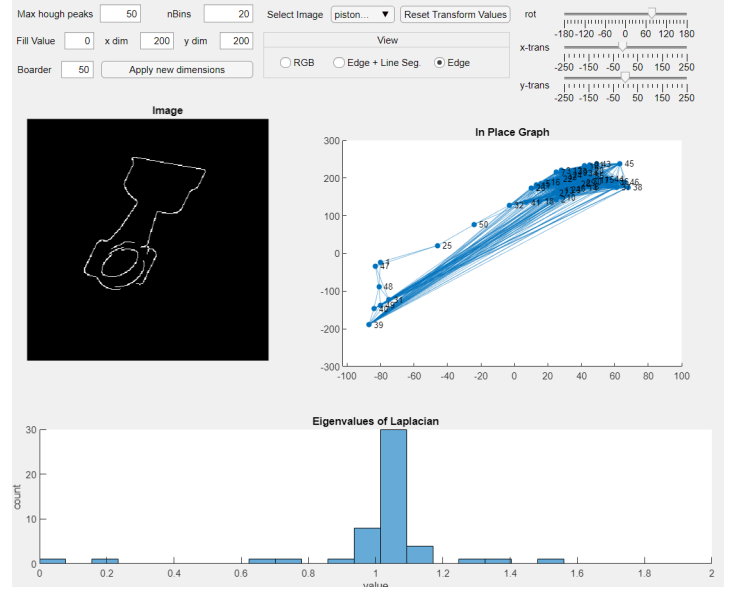 Max hough peaks 50 nBins 20 Select Image piston... ▼ Reset Transform Values rot
-180 -120 -60 0 60 120 180
Fill Value 0 x dim 200 y dim 200 View x-trans
RGB Edge + Line Seg. Edge
-250 -150 -50 50 150 250
Boarder 50 Apply new dimensions y-trans
-250 -150 -50 50 150 250
Image
In Place Graph
300
200
100
0
-100
-200
-300
43 45
46
38
32
50
25
1
47
48
39
-100 -80 -60 -40 -20 0 20 40 60 80 100
Eigenvalues of Laplacian
30
20
10
0
count
0 0.2 0.4 0.6 0.8 1 1.2 1.4 1.6 1.8 2
value